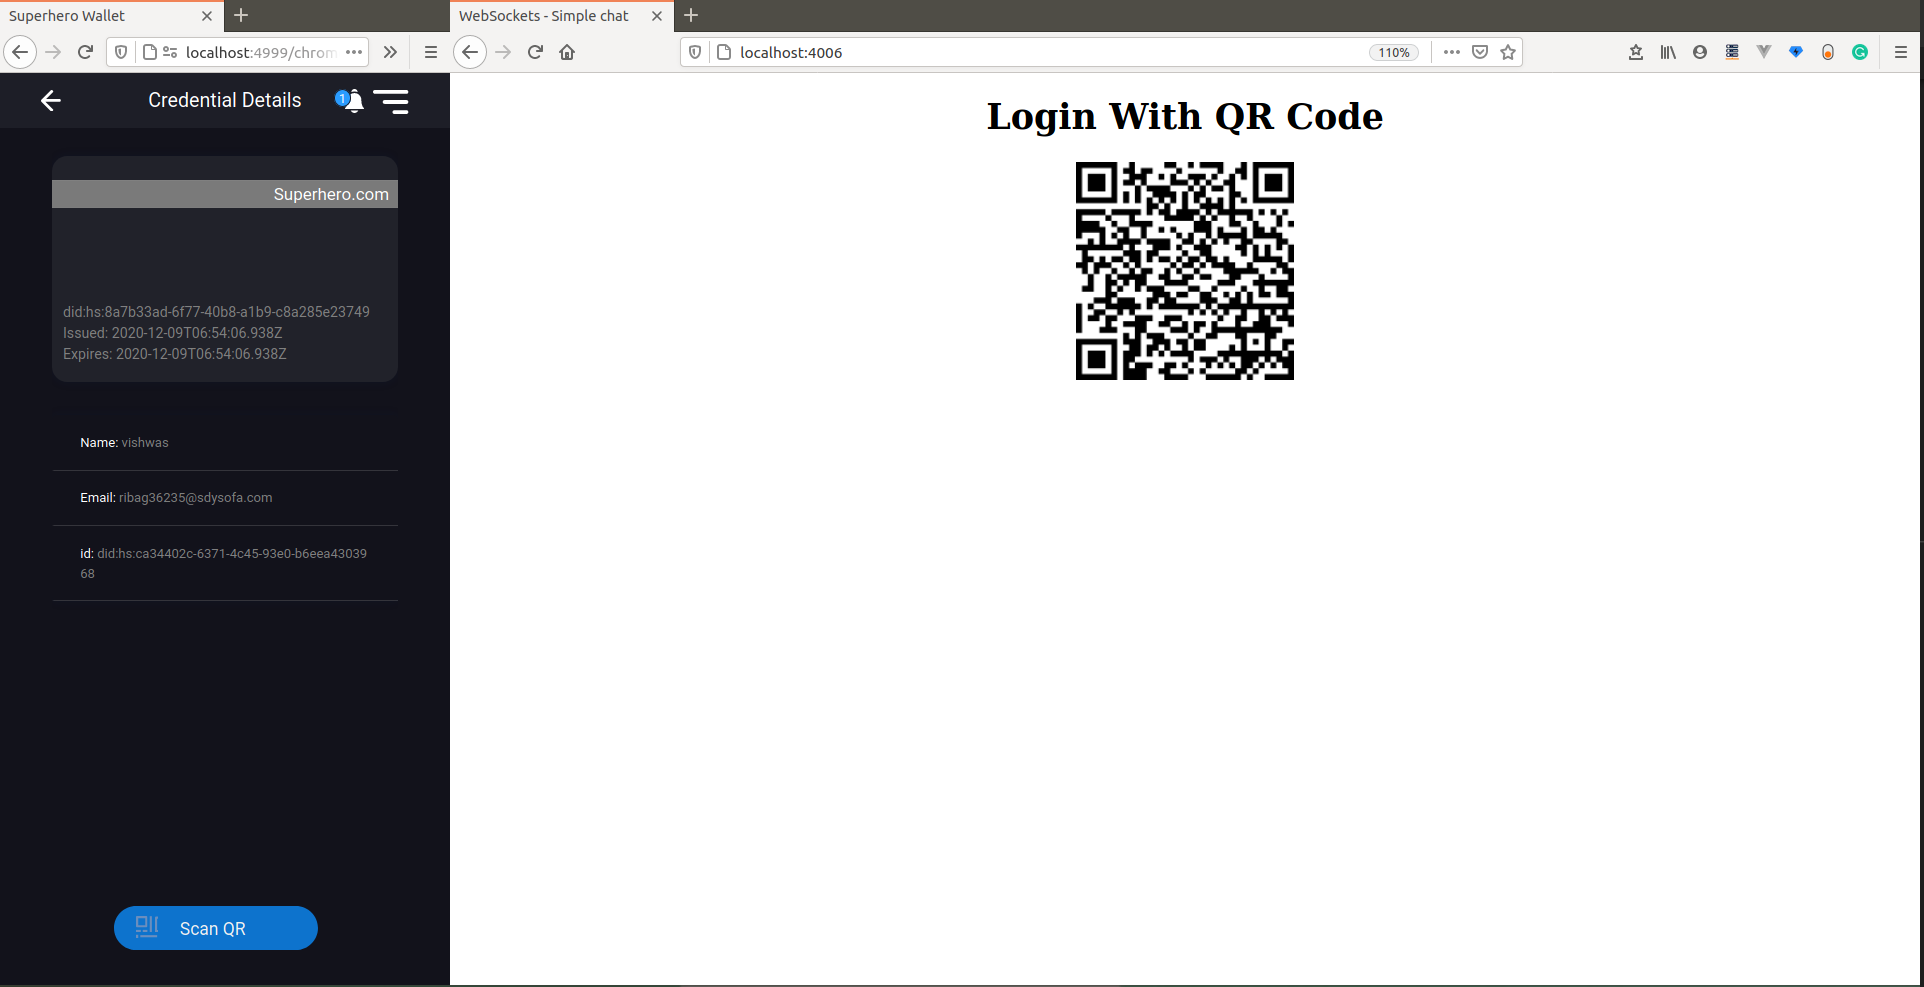 Superhero Wallet
WebSockets - Simple chat
localhost:4999/chrom
localhost:4006
110%
Credential Details
1
Superhero.com
did:hs:8a7b33ad-6f77-40b8-a1b9-c8a285e23749
Issued: 2020-12-09T06:54:06.938Z
Expires: 2020-12-09T06:54:06.938Z
Name: vishwas
Email: ribag36235@sdysofa.com
id: did:hs:ca34402c-6371-4c45-93e0-b6eea43039
68
Scan QR
Login With QR Code